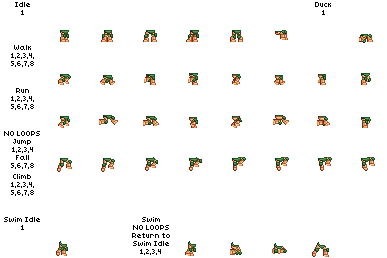 Idle
1
Duck
1
Walk
1,2,3,4,
5,6,7,8
Run
1,2,3,4,
5,6,7,8
NO LOOPS
Jump
1,2,3,4
Fall
5,6,7,8
Climb
1,2,3,4,
5,6,7,8
Swim Idle
1
Swim
NO LOOPS
Return to
Swim Idle
1,2,3,4